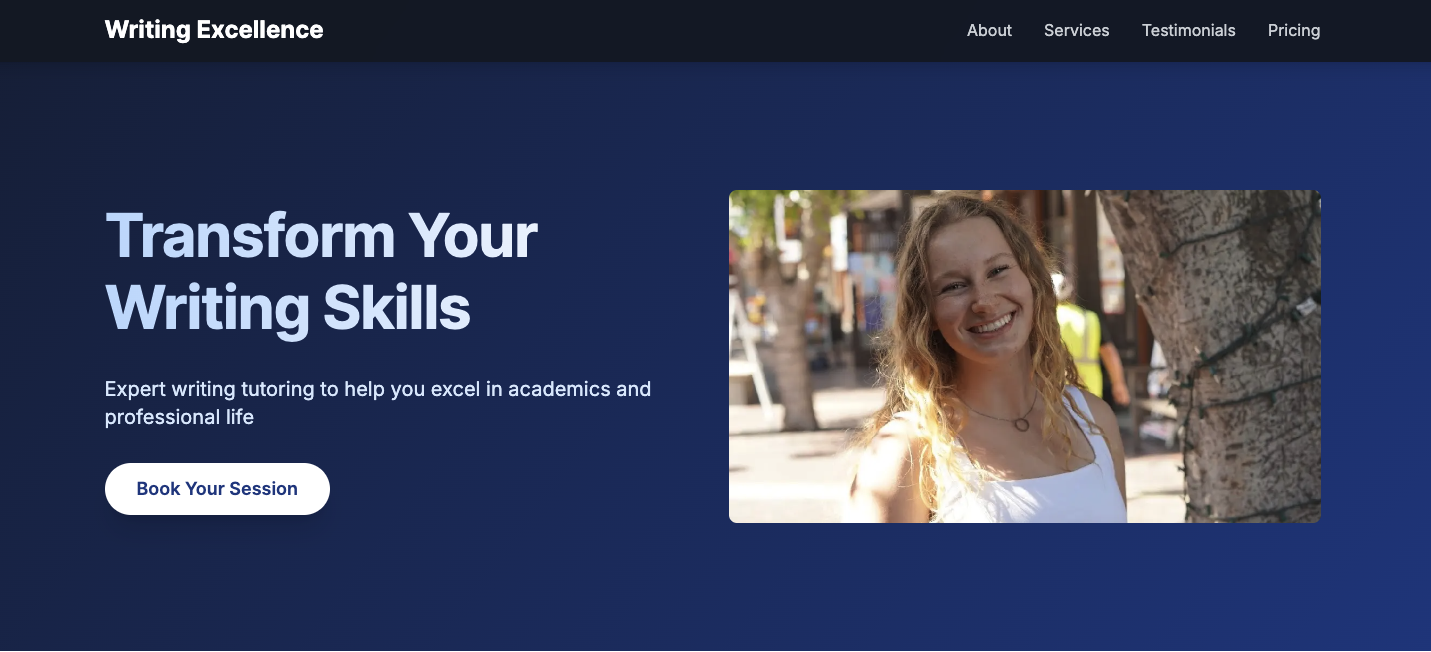 Writing Excellence
About Services Testimonials Pricing
Transform Your
Writing Skills
Expert writing tutoring to help you excel in academics and
professional life
Book Your Session